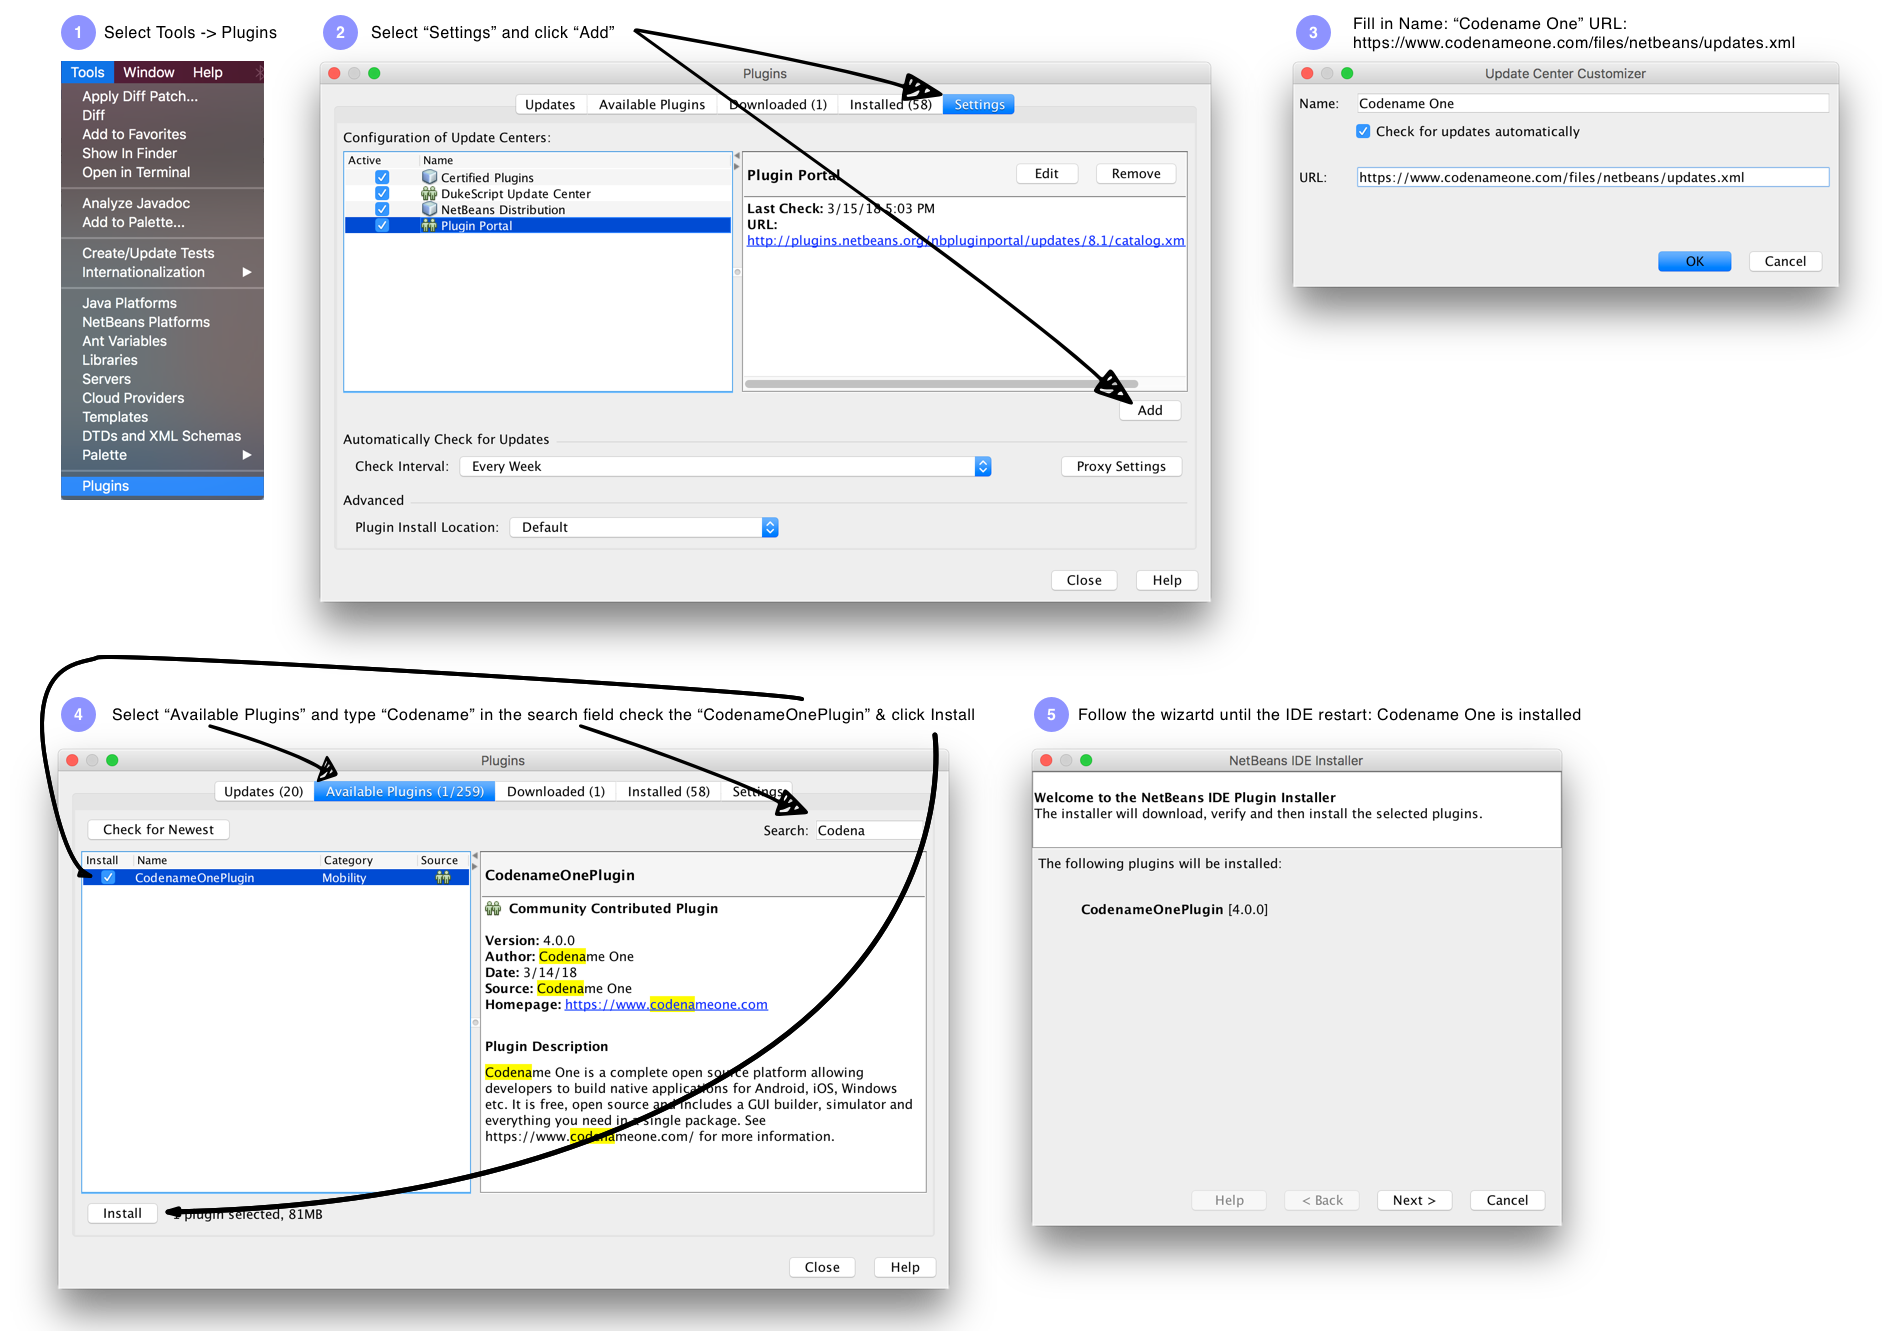 1 Select Tools -> Plugins
Tools Window Help
Apply Diff Patch...
Diff
Add to Favorites
Show In Finder
Open in Terminal
Analyze Javadoc
Add to Palette...
Create/Update Tests
Internationalization
Java Platforms
NetBeans Platforms
Ant Variables
Libraries
Servers
Cloud Providers
Templates
DTDs and XML Schemas
Palette
Plugins
2 Select “Settings” and click “Add”
Plugins
Updates Available Plugins Downloaded (1) Installed (58) Settings
Configuration of Update Centers:
Active Name
Certified Plugins
DukeScript Update Center
NetBeans Distribution
Plugin Portal
Plugin Portal Edit Remove
Last Check: 3/15/18 5:03 PM
URL:
http://plugins.netbeans.org/nbpluginportal/updates/8.1/catalog.xm
Add
Automatically Check for Updates
Check Interval: Every Week Proxy Settings
Advanced
Plugin Install Location: Default
Close Help
3 Fill in Name: “Codename One” URL:
https://www.codenameone.com/files/netbeans/updates.xml
Update Center Customizer
Name: Codename One
Check for updates automatically
URL: https://www.codenameone.com/files/netbeans/updates.xml
OK Cancel
4 Select “Available Plugins” and type “Codename” in the search field check the “CodenameOnePlugin” & click Install
Plugins
Updates (20) Available Plugins (1/259) Downloaded (1) Installed (58) Settings
Check for Newest Search: Codena
Install Name Category Source
CodenameOnePlugin Mobility
CodenameOnePlugin
Community Contributed Plugin
Version: 4.0.0
Author: Codename One
Date: 3/14/18
Source: Codename One
Homepage: https://www.codenameone.com
Plugin Description
Codename One is a complete open source platform allowing
developers to build native applications for Android, iOS, Windows
etc. It is free, open source and includes a GUI builder, simulator and
everything you need in a single package. See
https://www.codenameone.com/ for more information.
Install 1 plugin selected, 81MB
Close Help
5 Follow the wizartd until the IDE restart: Codename One is installed
NetBeans IDE Installer
Welcome to the NetBeans IDE Plugin Installer
The installer will download, verify and then install the selected plugins.
The following plugins will be installed:
CodenameOnePlugin [4.0.0]
Help < Back Next > Cancel